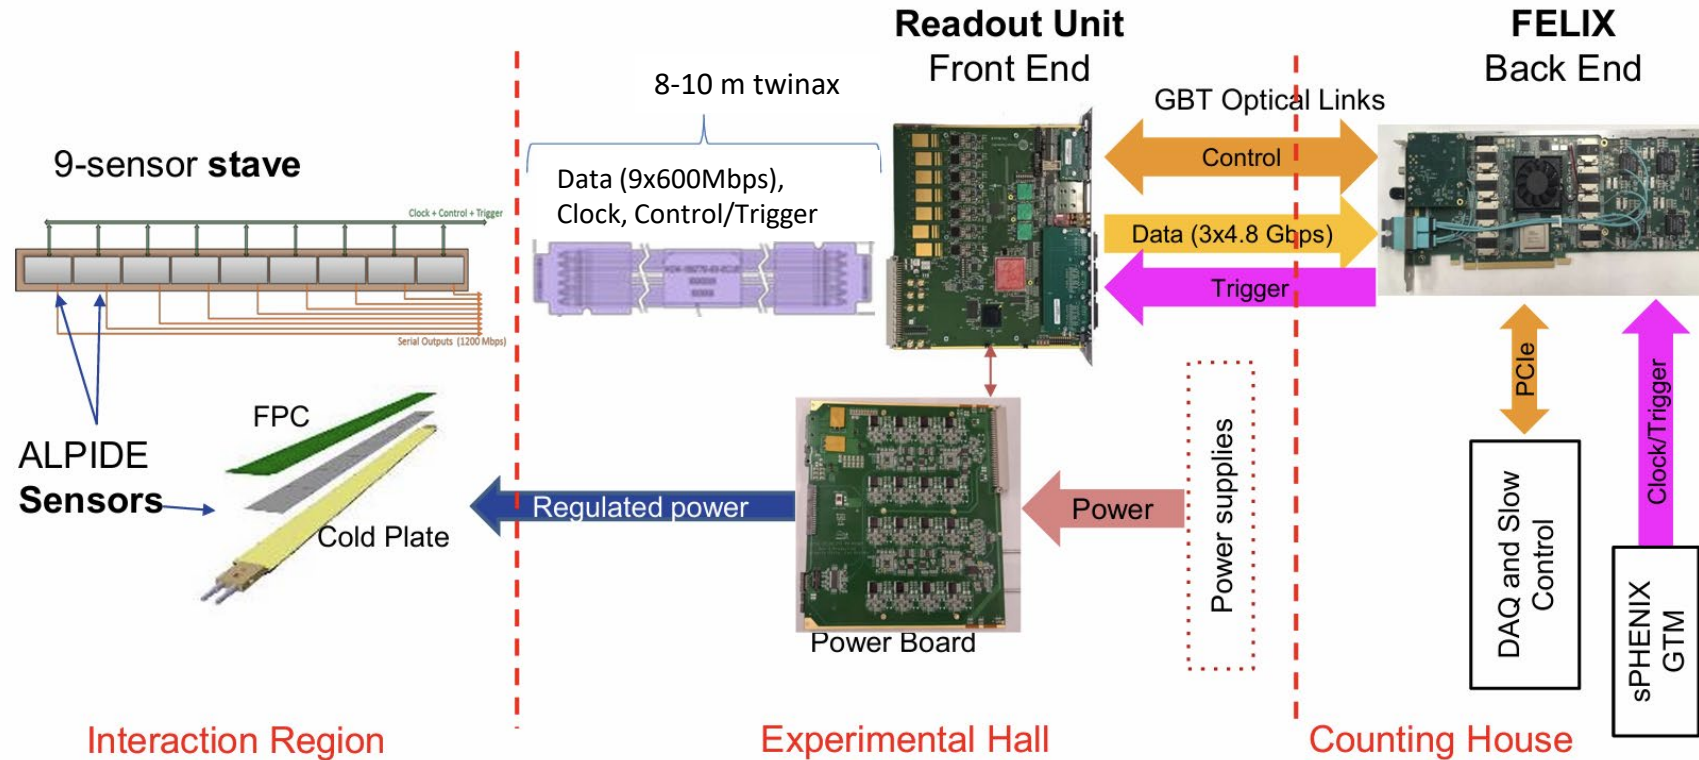 Readout Unit
Front End
FELIX
Back End
8-10 m twinax
GBT Optical Links
9-sensor stave
Data (9x600Mbps),
Clock, Control/Trigger
Control
Clock + Control + Trigger
Data (3x4.8 Gbps)
Trigger
Serial Outputs (1200 Mbps)
PCIe
Clock/Trigger
FPC
ALPIDE
Sensors
Cold Plate
Regulated power
Power
Power supplies
DAQ and Slow
Control
sPHENIX
GTM
Power Board
Interaction Region
Experimental Hall
Counting House